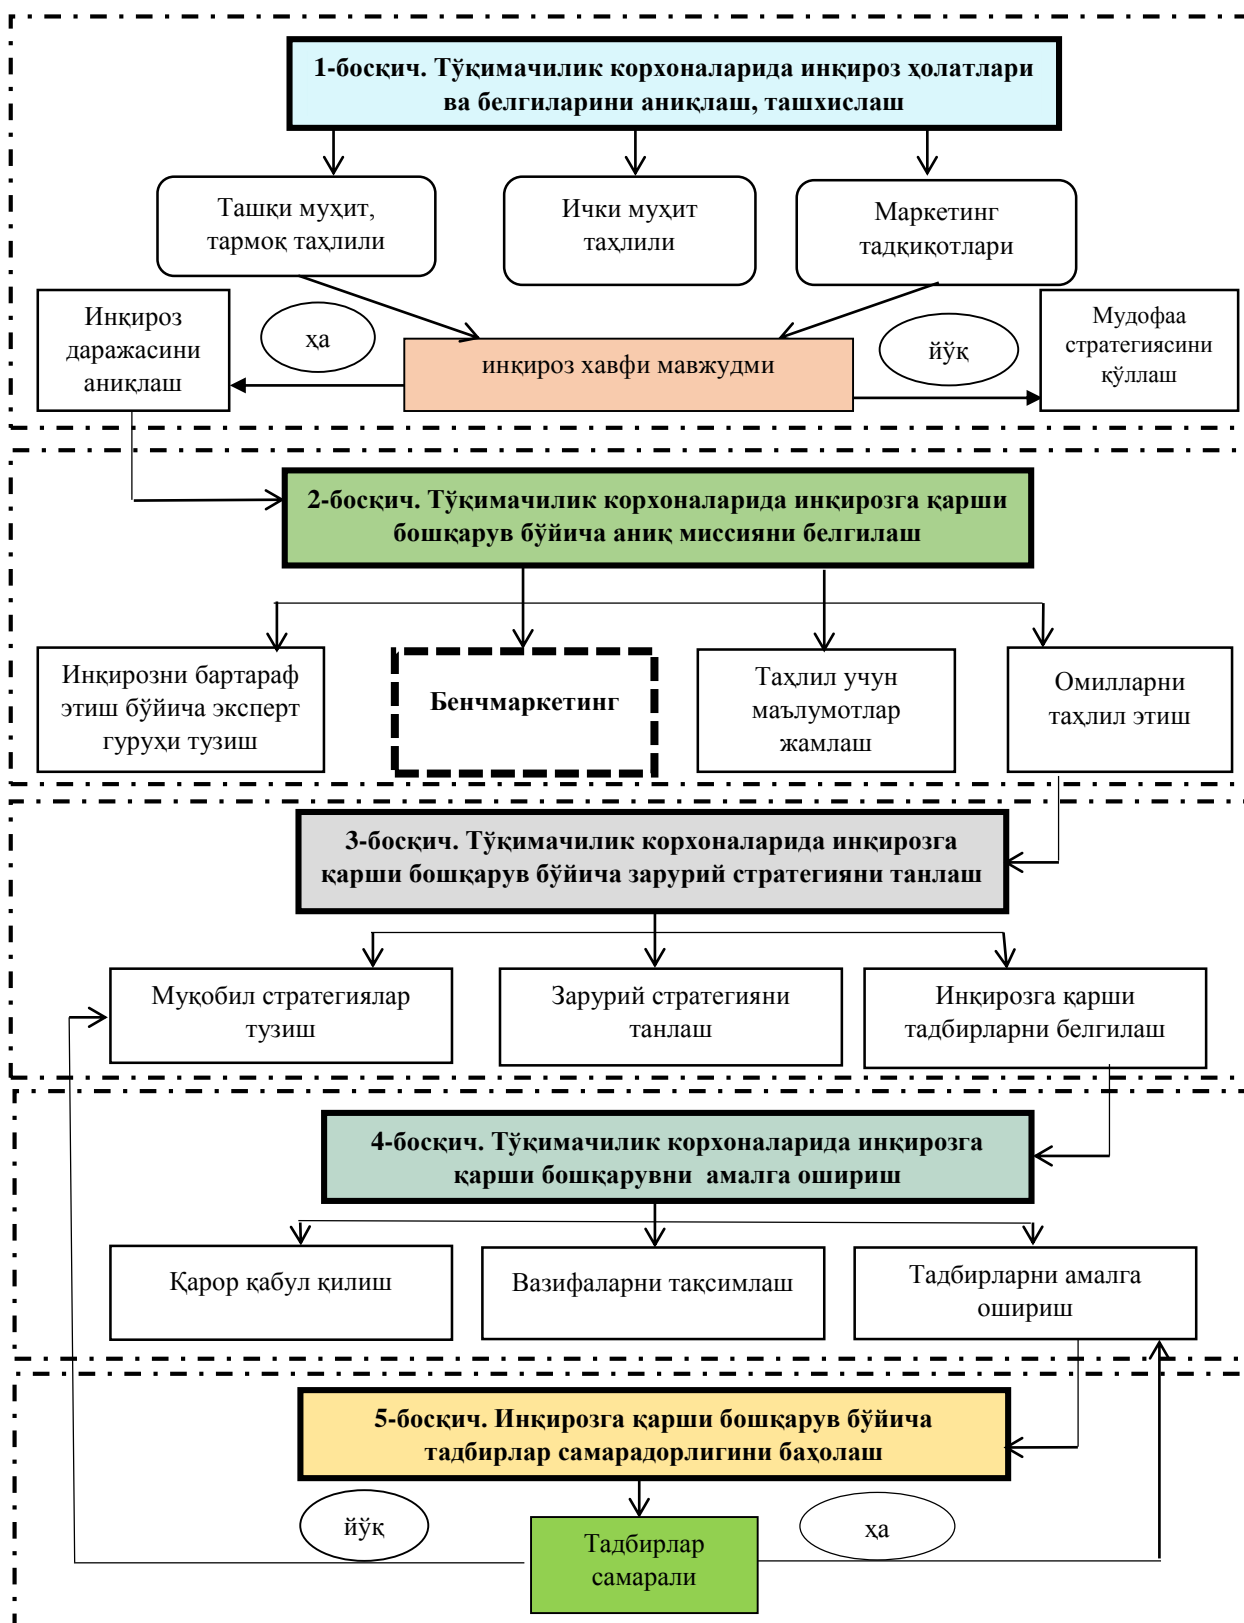 1-босқич. Тўқимачилик корхоналарида инқироз ҳолатлари
ва белгиларини аниқлаш, ташхислаш
Ташқи муҳит,
тармоқ таҳлили
Ички муҳит
таҳлили
Маркетинг
тадқиқотлари
Инқироз
даражасини
аниқлаш
ҳа
инқироз хавфи мавжудми
йўқ
Мудофаа
стратегиясини
қўллаш
2-босқич. Тўқимачилик корхоналарида инқирозга қарши
бошқарув бўйича аниқ миссияни белгилаш
Инқирозни бартараф
этиш бўйича эксперт
гуруҳи тузиш
Бенчмаркетинг
Таҳлил учун
маълумотлар
жамлаш
Омилларни
таҳлил этиш
3-босқич. Тўқимачилик корхоналарида инқирозга
қарши бошқарув бўйича зарурий стратегияни танлаш
Муқобил стратегиялар
тузиш
Зарурий стратегияни
танлаш
Инқирозга қарши
тадбирларни белгилаш
4-босқич. Тўқимачилик корхоналарида инқирозга
қарши бошқарувни амалга ошириш
Қарор қабул қилиш
Вазифаларни тақсимлаш
Тадбирларни амалга
ошириш
5-босқич. Инқирозга қарши бошқарув бўйича
тадбирлар самарадорлигини баҳолаш
йўқ
Тадбирлар
самарали
ҳа